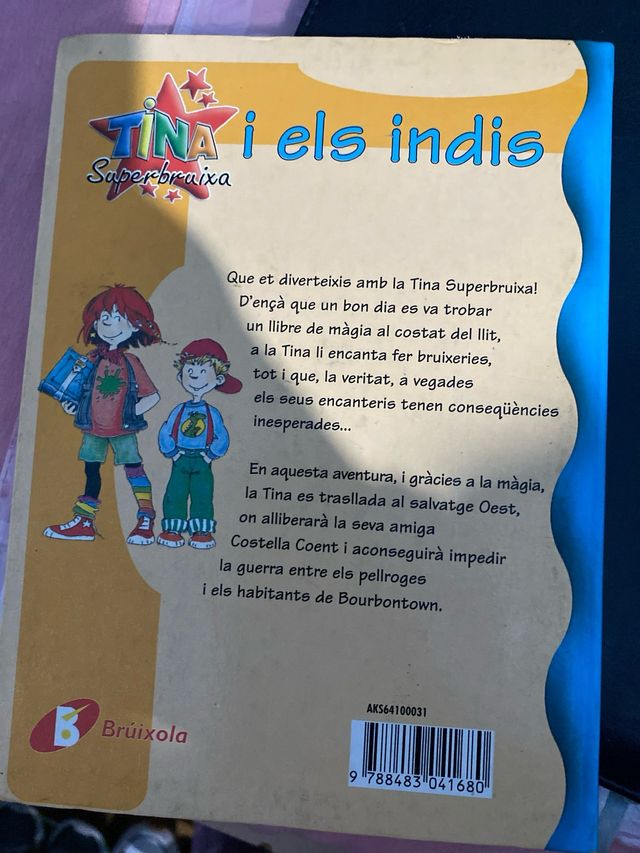 TINA
Superbruixa
i els indis
Que et diverteixis amb la Tina Superbruixa!
D'ençà que un bon dia es va trobar
un llibre de màgia al costat del llit,
a la Tina li encanta fer bruixeries,
tot i que, la veritat, a vegades
els seus encanteris tenen conseqüències
inesperades...
En aquesta aventura, i gràcies a la màgia,
la Tina es trasllada al salvatge Oest,
on alliberarà la seva amiga
Costella Coent i aconseguirà impedir
la guerra entre els pellroges
i els habitants de Bourbontown.
AKS64100031
B Brúixola
9 788483 041680